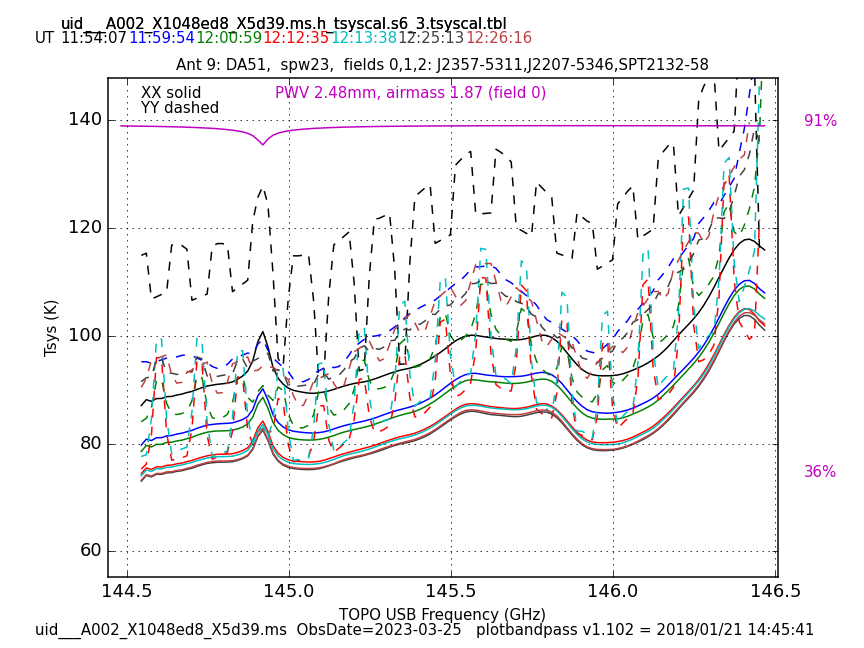 uid___A002_X1048ed8_X5d39.ms.h_tsyscal.s6_3.tsyscal.tbl
UT 11:54:07 11:59:54 12:00:59 12:12:35 12:13:38 12:25:13 12:26:16
Ant 9: DA51, spw23, fields 0,1,2: J2357-5311,J2207-5346,SPT2132-58
XX solid
PWV 2.48mm, airmass 1.87 (field 0)
YY dashed
140
91%
120
100
Tsys (K)
80
36%
60
144.5 145.0 145.5 146.0 146.5
TOPO USB Frequency (GHz)
uid___A002_X1048ed8_X5d39.ms ObsDate=2023-03-25 plotbandpass v1.102 = 2018/01/21 14:45:41